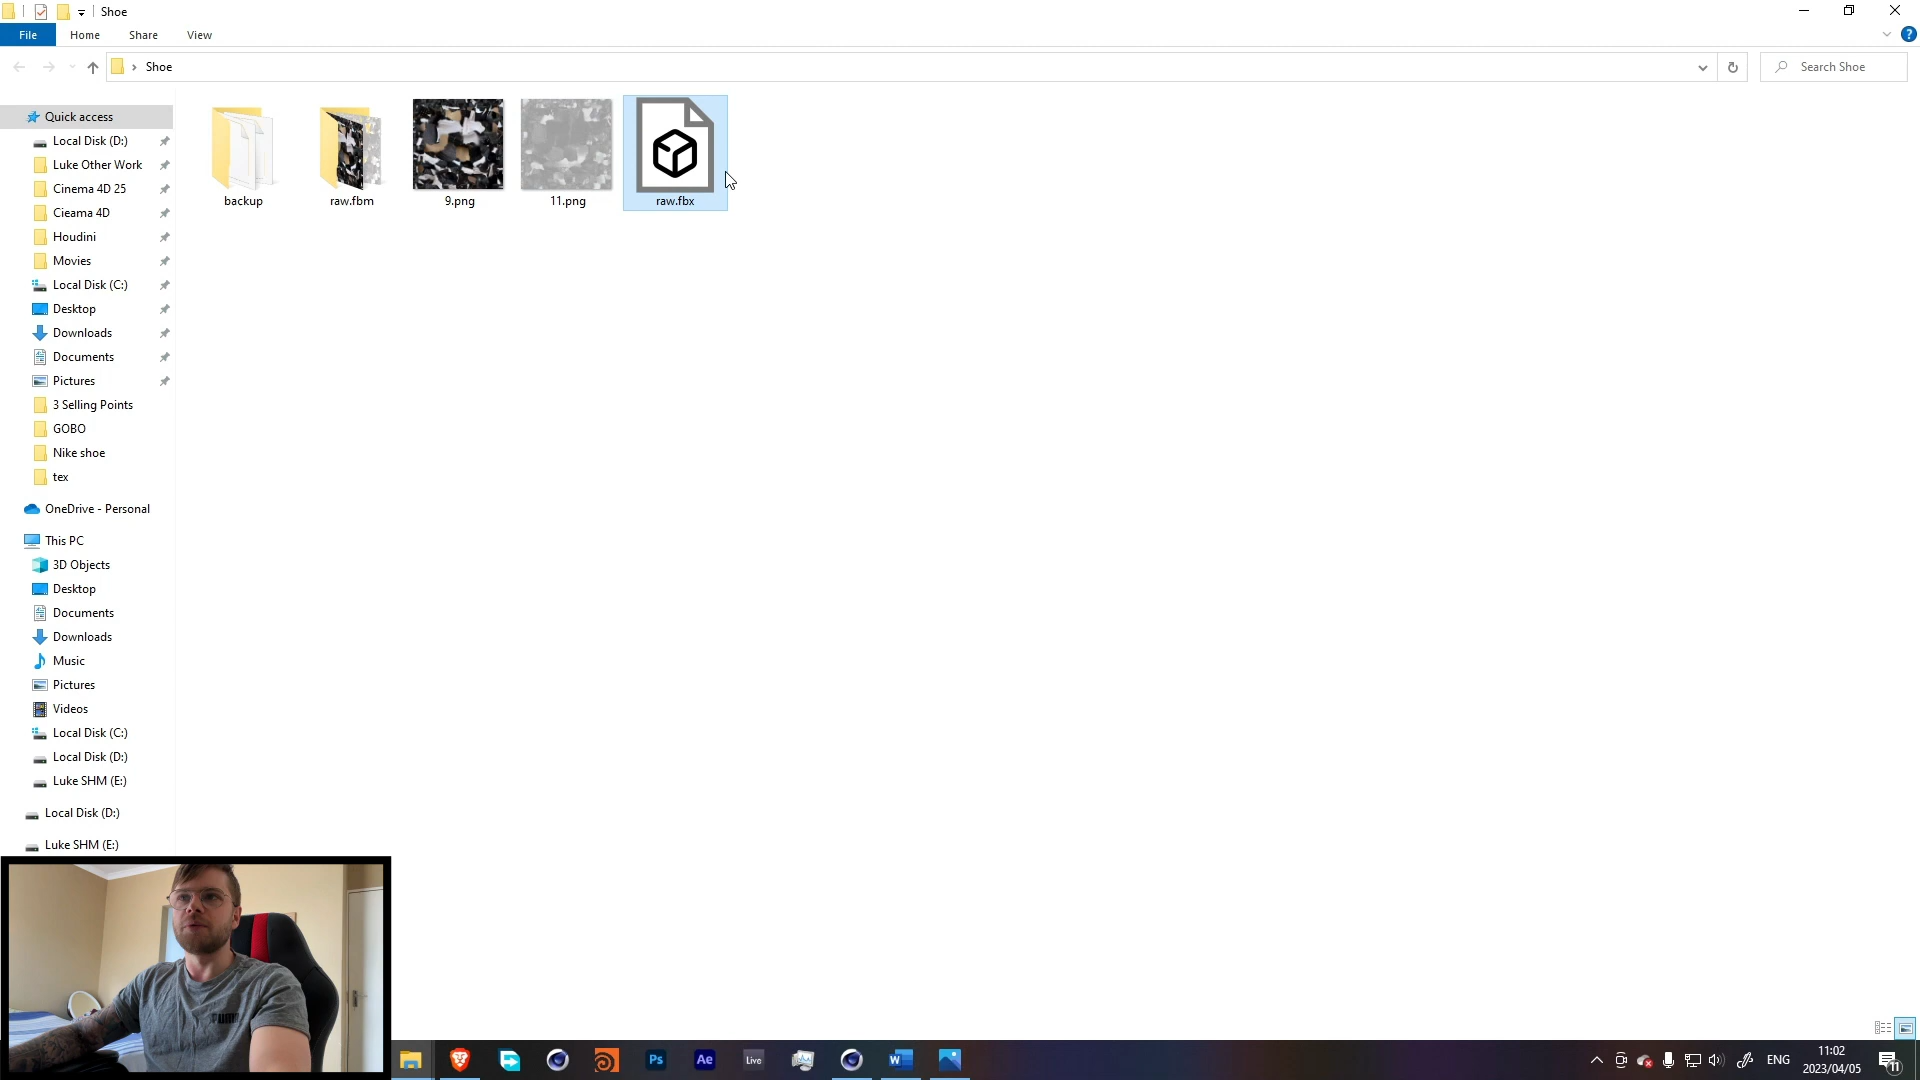 Shoe
File
Home
Share
View
?
Shoe
Search Shoe
Quick access
Local Disk (D:)
Luke Other Work
Cinema 4D 25
Cieama 4D
Houdini
Movies
Local Disk (C:)
Desktop
Downloads
Documents
Pictures
3 Selling Points
GOBO
Nike shoe
tex
OneDrive - Personal
This PC
3D Objects
Desktop
Documents
Downloads
Music
Pictures
Videos
Local Disk (C:)
Local Disk (D:)
Luke SHM (E:)
Local Disk (D:)
Luke SHM (E:)
backup
raw.fbm
9.png
11.png
raw.fbx
PUMA
Ps
Ae
Live
W
ENG
11:02
2023/04/05
11